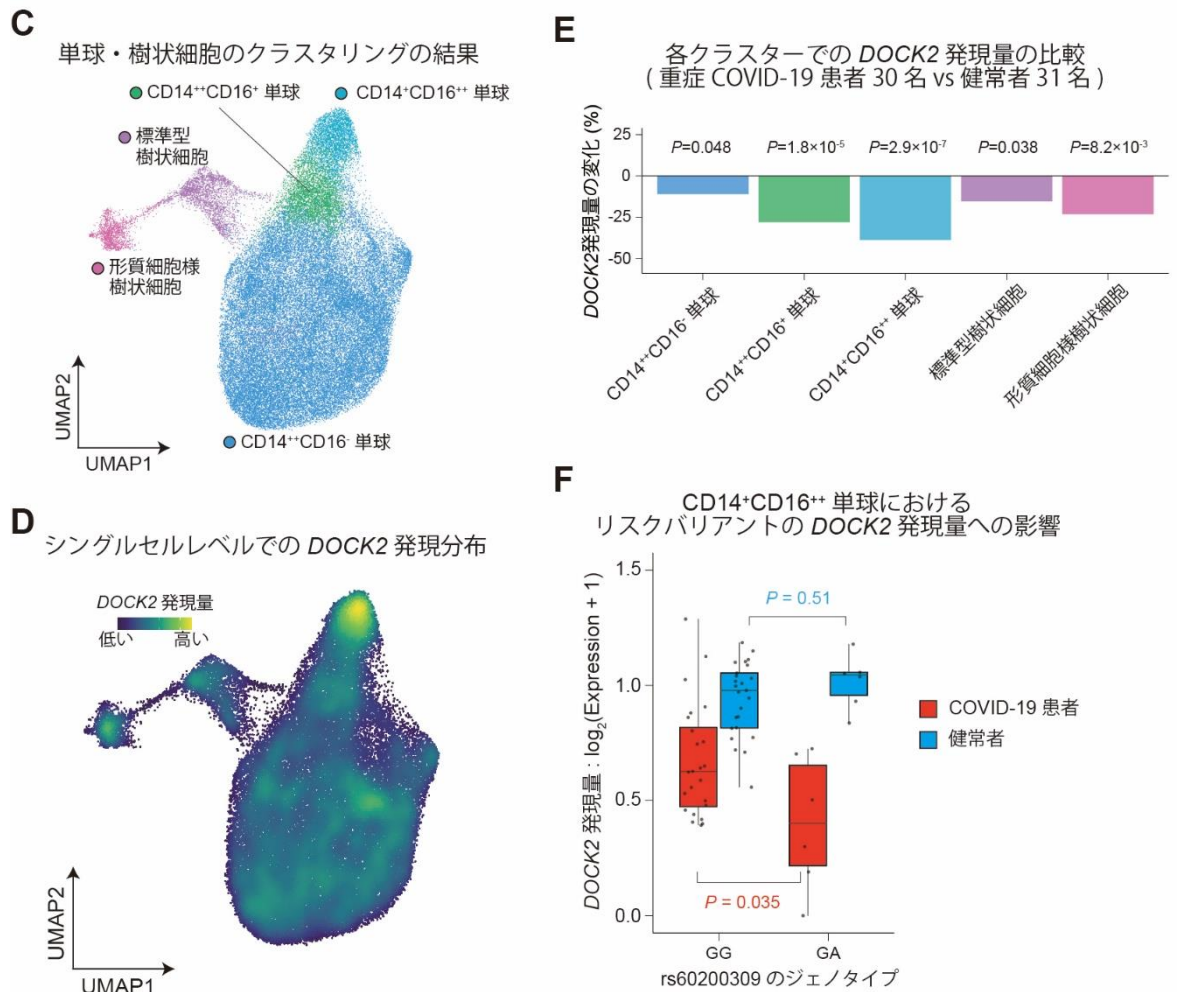 C
単球・樹状細胞のクラスタリングの結果
CD14⁺⁺CD16⁺ 単球
CD14⁺CD16⁺⁺ 単球
標準型
樹状細胞
形質細胞様
樹状細胞
CD14⁺⁺CD16⁻ 単球
UMAP2
UMAP1
D
シングルセルレベルでの DOCK2 発現分布
DOCK2 発現量
低い 高い
UMAP2
UMAP1
E
各クラスターでの DOCK2 発現量の比較
( 重症 COVID-19 患者 30 名 vs 健常者 31 名 )
DOCK2発現量の変化 (%)
25
0
-25
-50
P=0.048
P=1.8×10⁻⁵
P=2.9×10⁻⁷
P=0.038
P=8.2×10⁻³
CD14⁺⁺CD16⁻ 単球
CD14⁺⁺CD16⁺ 単球
CD14⁺CD16⁺⁺ 単球
標準型樹状細胞
形質細胞様樹状細胞
F
CD14⁺CD16⁺⁺ 単球における
リスクバリアントの DOCK2 発現量への影響
DOCK2 発現量 : log₂(Expression + 1)
1.5
1.0
0.5
0.0
P = 0.51
P = 0.035
GG
GA
rs60200309 のジェノタイプ
COVID-19 患者
健常者